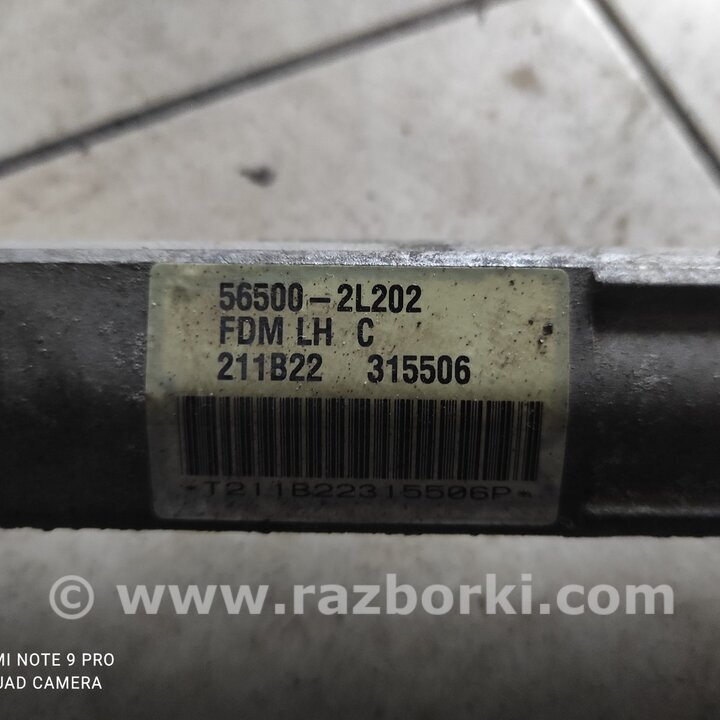 56500-2L202
FDM LH C
211B22 315506
*T211B22315506P*
© www.razborki.com
MI NOTE 9 PRO
UAD CAMERA